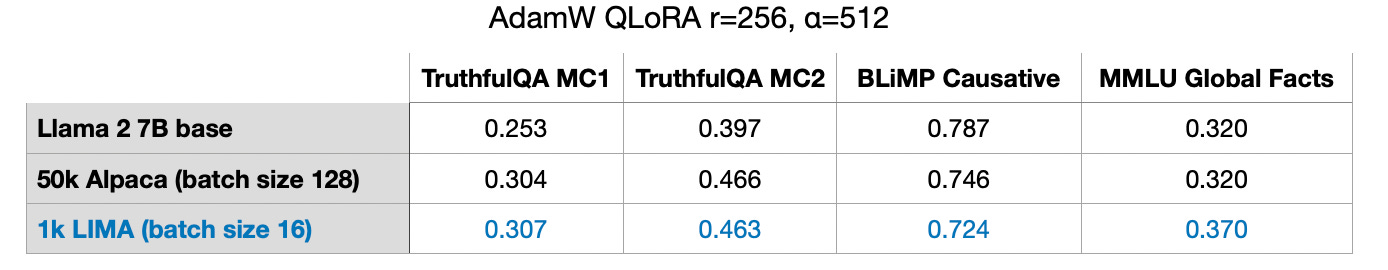 AdamW QLoRA r=256, α=512
TruthfulQA MC1 TruthfulQA MC2 BLiMP Causative MMLU Global Facts
Llama 2 7B base 0.253 0.397 0.787 0.320
50k Alpaca (batch size 128) 0.304 0.466 0.746 0.320
1k LIMA (batch size 16) 0.307 0.463 0.724 0.370